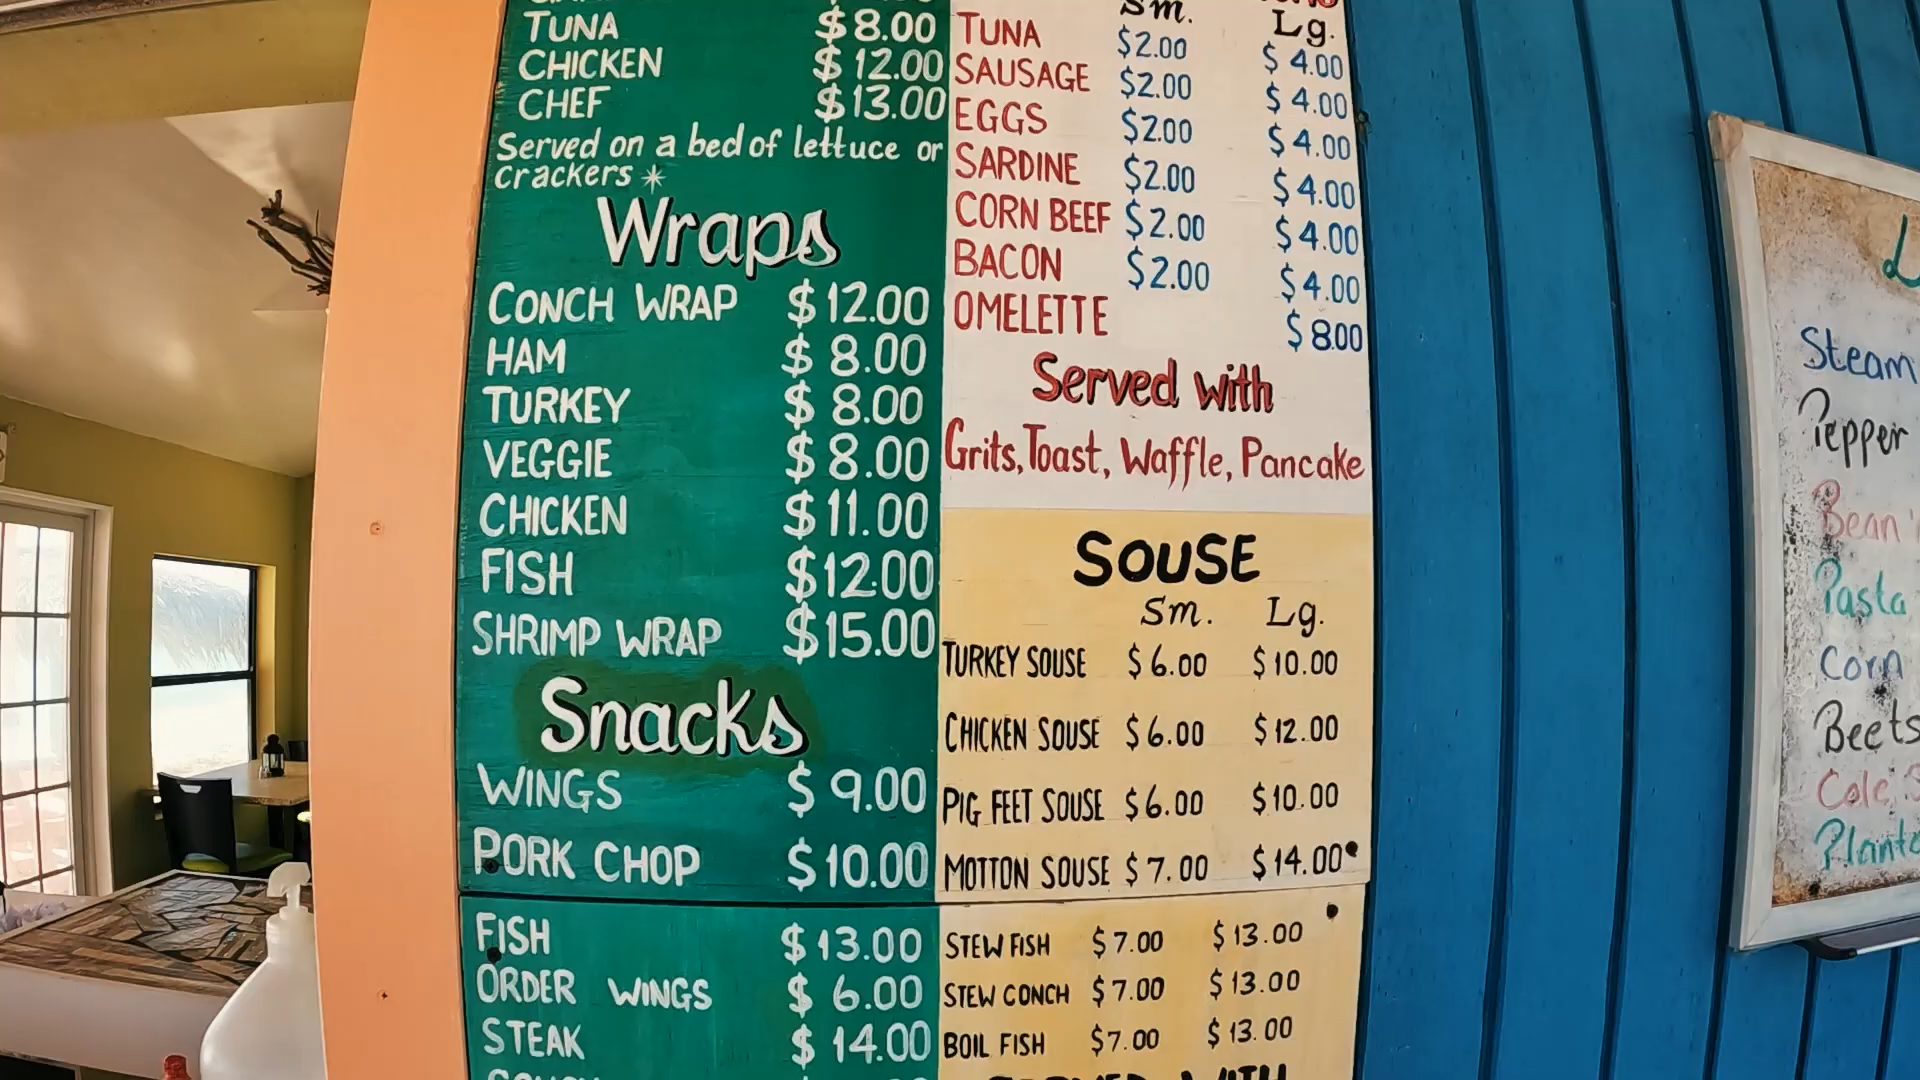 TUNA $8.00
CHICKEN $12.00
CHEF $13.00
Served on a bed of lettuce or
crackers
Wraps
CONCH WRAP $12.00
HAM $8.00
TURKEY $8.00
VEGGIE $8.00
CHICKEN $11.00
FISH $12.00
SHRIMP WRAP $15.00
Snacks
WINGS $9.00
PORK CHOP $10.00
FISH $13.00
ORDER WINGS $6.00
STEAK $14.00
Sm. Lg.
TUNA $2.00 $4.00
SAUSAGE $2.00 $4.00
EGGS $2.00 $4.00
SARDINE $2.00 $4.00
CORN BEEF $2.00 $4.00
BACON $2.00 $4.00
OMELETTE $8.00
Served with
Grits, Toast, Waffle, Pancake
SOUSE
Sm. Lg.
TURKEY SOUSE $6.00 $10.00
CHICKEN SOUSE $6.00 $12.00
PIG FEET SOUSE $6.00 $10.00
MOTTON SOUSE $7.00 $14.00
STEW FISH $7.00 $13.00
STEW CONCH $7.00 $13.00
BOIL FISH $7.00 $13.00
Steam
Pepper
Bean
Pasta
Corn
Beets
Cole